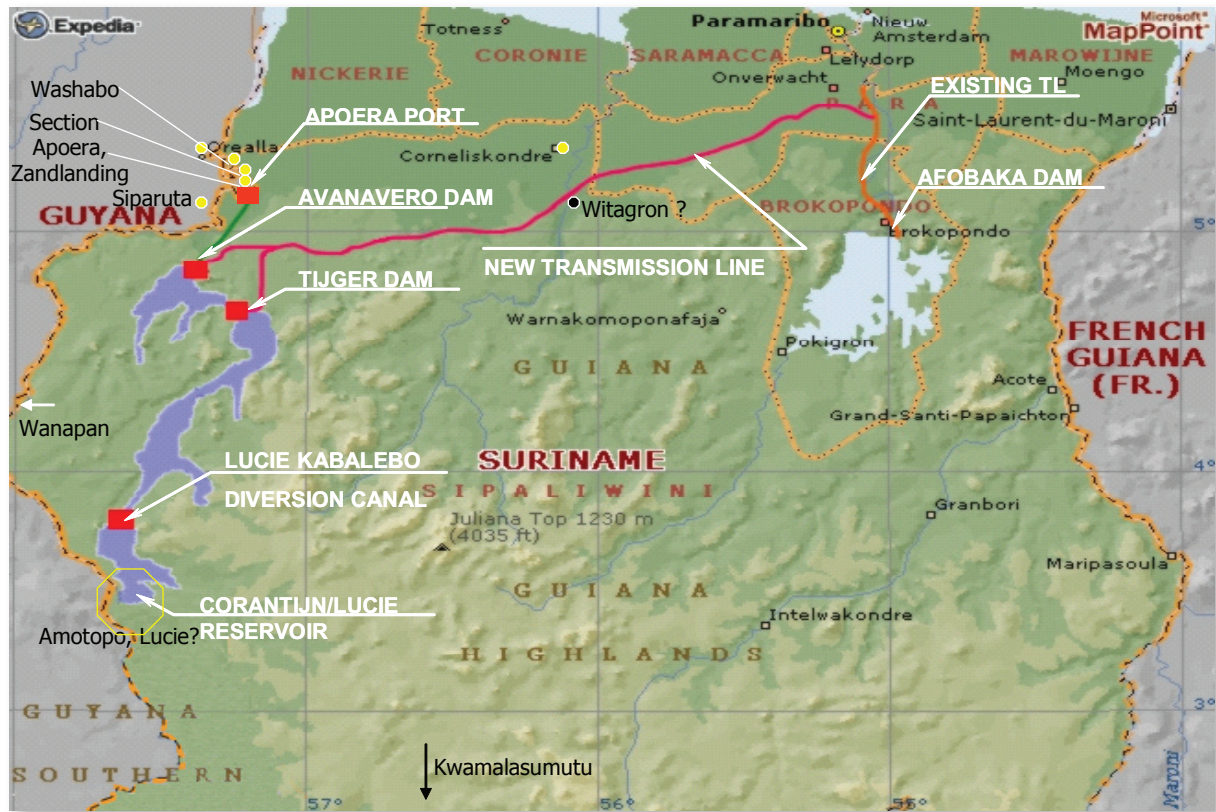 Expedia
Microsoft
MapPoint
Totness
Paramaribo
Nieuw
Amsterdam
CORONIE
SARAMACCA
Lelydorp
MAROWIJNE
NICKERIE
Onverwacht
Moengo
Washabo
EXISTING TL
PARA
Section
APOERA PORT
Saint-Laurent-du-Maroni
Apoera,
Zandlanding
Orealla
Corneliskondre
Siparuta
AVANAVERO DAM
AFOBAKA DAM
GUYANA
Witagron ?
BROKOPONDO
Brokopondo
5°
NEW TRANSMISSION LINE
TIJGER DAM
Warnakomoponafaja
FRENCH
GUIANA
(FR.)
Pokigron
GUIANA
Acote
Wanapan
Grand-Santi-Papaichton
LUCIE KABALEBO
DIVERSION CANAL
SURINAME
4°
SIPALIWINI
Granbori
Juliana Top 1230 m
(4035 ft)
Maripasoula
GUIANA
CORANTIJN/LUCIE
RESERVOIR
Intelwakondre
Amotopo, Lucie?
HIGHLANDS
GUYANA
3°
SOUTHERN
Kwamalasumutu
Maroni
57°
56°
55°